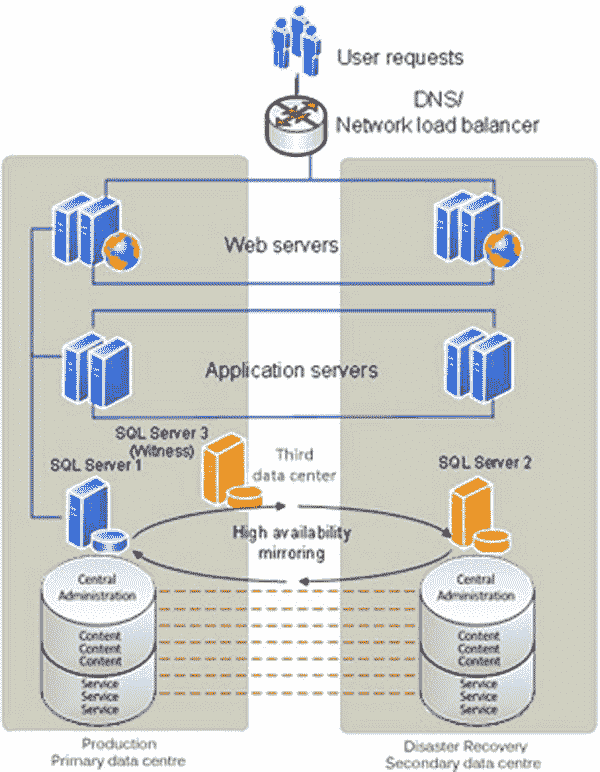 User requests
DNS/
Network load balancer
Web servers
Application servers
SQL Server 3
(Witness)
SQL Server 1
Third
data center
SQL Server 2
High availability
mirroring
Central
Administration
Content
Content
Content
Service
Service
Service
Central
Administration
Content
Content
Content
Service
Service
Service
Production
Primary data centre
Disaster Recovery
Secondary data centre